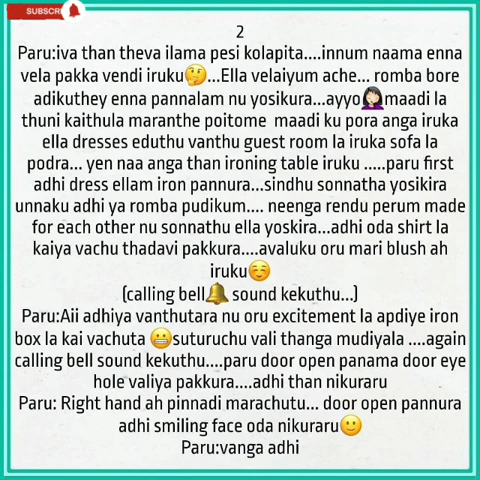 SUBSCRI
2
Paru:iva than theva ilama pesi kolapita....innum naama enna
vela pakka vendi iruku🤔...Ella velaiyum ache... romba bore
adikuthey enna pannalam nu yosikura...ayyo🤦🏻‍♀️maadi la
thuni kaithula maranthe poitome maadi ku pora anga iruka
ella dresses eduthu vanthu guest room la iruka sofa la
podra... yen naa anga than ironing table iruku .....paru first
adhi dress ellam iron pannura...sindhu sonnatha yosikira
unnaku adhi ya romba pudikum.... neenga rendu perum made
for each other nu sonnathu ella yoskira...adhi oda shirt la
kaiya vachu thadavi pakkura....avaluku oru mari blush ah
iruku☺️
(calling bell🔔 sound kekuthu...)
Paru:Aii adhiya vanthutara nu oru excitement la apdiye iron
box la kai vachuta 😬suturuchu vali thanga mudiyala ....again
calling bell sound kekuthu....paru door open panama door eye
hole valiya pakkura....adhi than nikuraru
Paru: Right hand ah pinnadi marachutu... door open pannura
adhi smiling face oda nikuraru🙂
Paru:vanga adhi